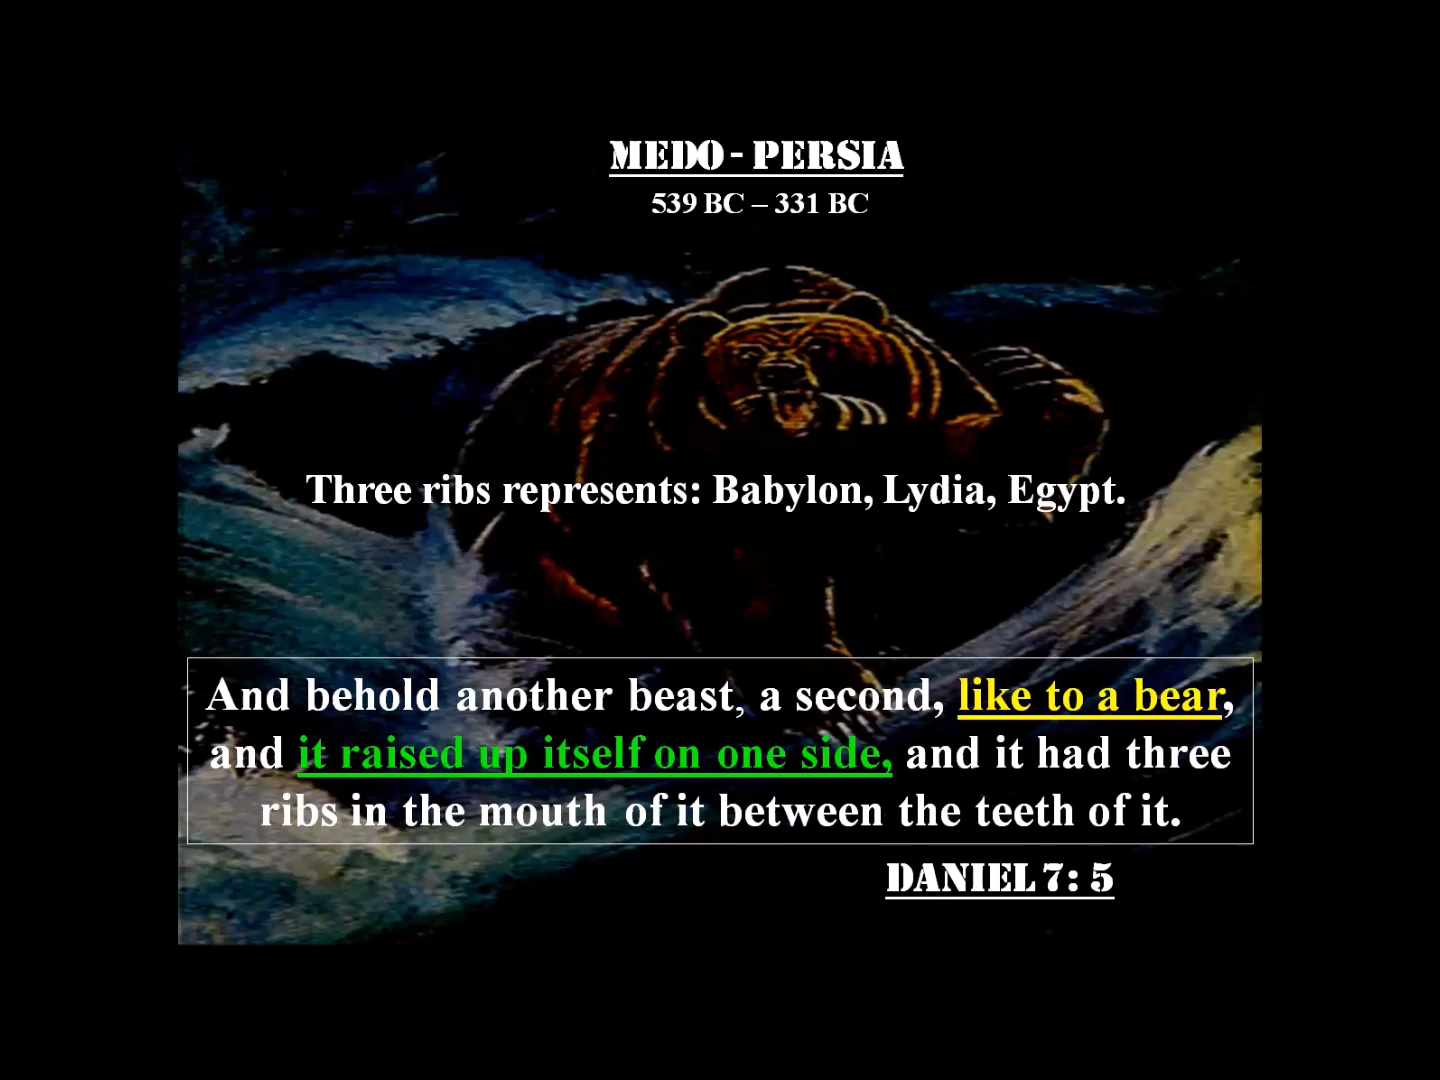 MEDO - PERSIA
539 BC – 331 BC
Three ribs represents: Babylon, Lydia, Egypt.
And behold another beast, a second, like to a bear,
and it raised up itself on one side, and it had three
ribs in the mouth of it between the teeth of it.
DANIEL 7: 5